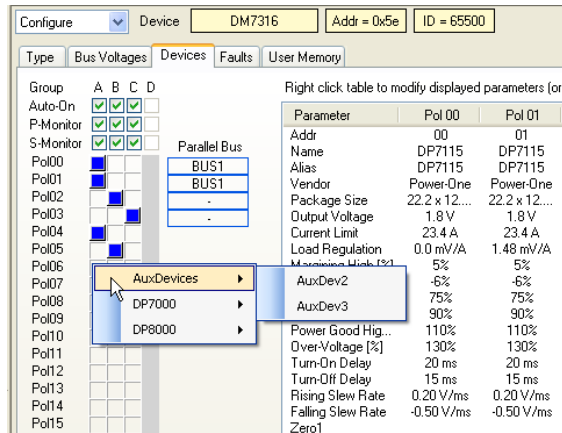 Configure Device DM7316 Addr = 0x5e ID = 65500
Type Bus Voltages Devices Faults User Memory
Group A B C D Right click table to modify displayed parameters (or
Auto-On Parameter Pol 00 Pol 01
P-Monitor
S-Monitor Parallel Bus Addr 00 01
Pol00 BUS1 Name DP7115 DP7115
Pol01 BUS1 Alias DP7115 DP7115
Vendor Power-One Power-One
Pol02 - Package Size 22.2 x 12.... 22.2 x 12....
Pol03 - Output Voltage 1.8 V 1.8 V
Pol04 Current Limit 23.4 A 23.4 A
Pol05 Load Regulation 0.0 mV/A 1.48 mV/A
Pol06 Margining High [%] 5% 5%
Pol07 AuxDevices AuxDev2 -6% -6%
Pol08 DP7000 AuxDev3 75% 75%
Pol09 90% 90%
Pol10 DP8000 Power Good Hig... 110% 110%
Pol11 Over-Voltage [%] 130% 130%
Pol12 Turn-On Delay 20 ms 20 ms
Pol13 Turn-Off Delay 15 ms 15 ms
Pol14 Rising Slew Rate 0.20 V/ms 0.20 V/ms
Pol15 Falling Slew Rate -0.50 V/ms -0.50 V/ms
Zero1